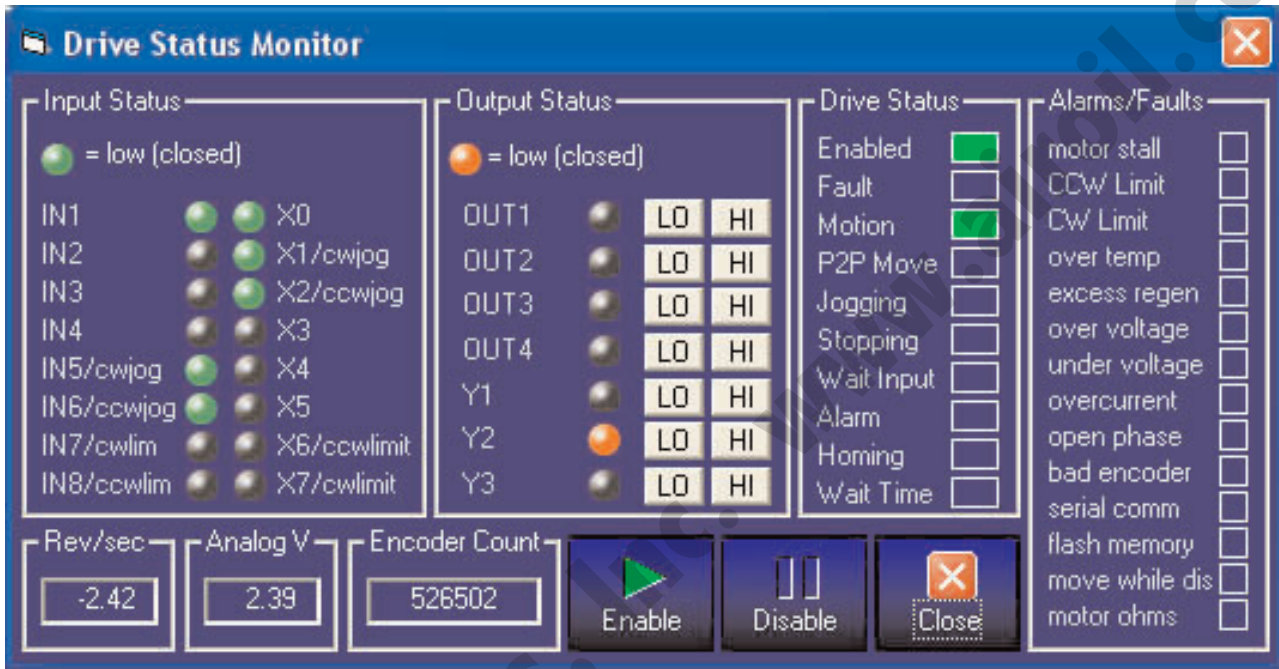 Drive Status Monitor
Input Status
= low (closed)
IN1 X0
IN2 X1/cwjog
IN3 X2/ccwjog
IN4 X3
IN5/cwjog X4
IN6/ccwjog X5
IN7/cwlim X6/ccwlimit
IN8/ccwlim X7/cwlimit
Output Status
= low (closed)
OUT1 LO HI
OUT2 LO HI
OUT3 LO HI
OUT4 LO HI
Y1 LO HI
Y2 LO HI
Y3 LO HI
Drive Status
Enabled
Fault
Motion
P2P Move
Jogging
Stopping
Wait Input
Alarm
Homing
Wait Time
Alarms/Faults
motor stall
CCW Limit
CW Limit
over temp
excess regen
over voltage
under voltage
overcurrent
open phase
bad encoder
serial comm
flash memory
move while dis
motor ohms
Rev/sec
-2.42
Analog V
2.39
Encoder Count
526502
Enable
Disable
Close
Inc. www.airoil.c